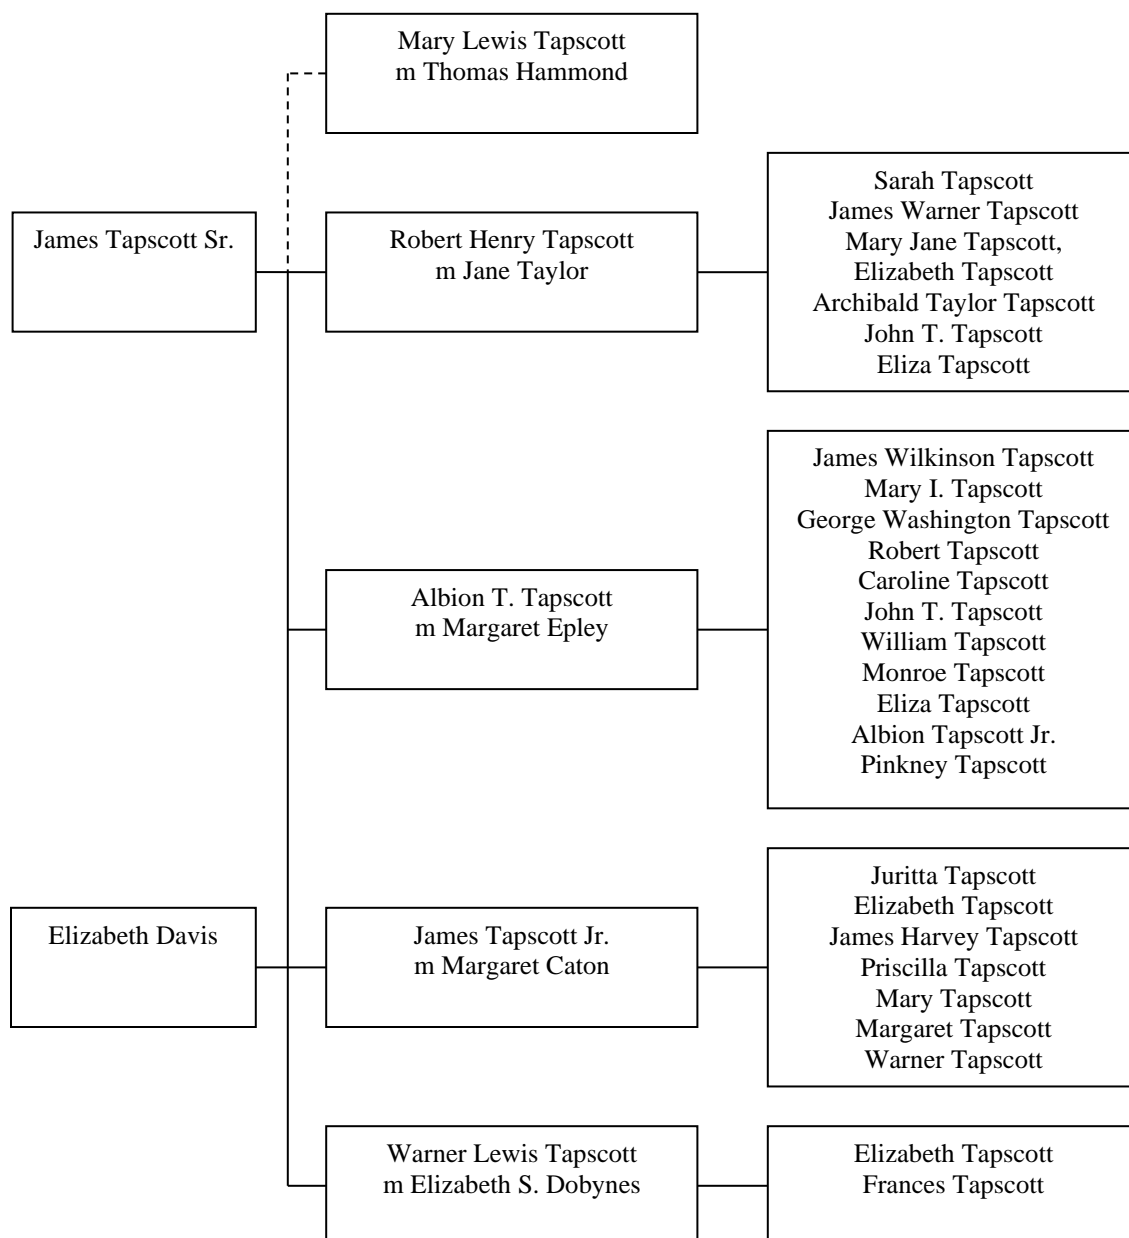 Mary Lewis Tapscott
m Thomas Hammond
James Tapscott Sr.
Robert Henry Tapscott
m Jane Taylor
Sarah Tapscott
James Warner Tapscott
Mary Jane Tapscott,
Elizabeth Tapscott
Archibald Taylor Tapscott
John T. Tapscott
Eliza Tapscott
Albion T. Tapscott
m Margaret Epley
James Wilkinson Tapscott
Mary I. Tapscott
George Washington Tapscott
Robert Tapscott
Caroline Tapscott
John T. Tapscott
William Tapscott
Monroe Tapscott
Eliza Tapscott
Albion Tapscott Jr.
Pinkney Tapscott
Elizabeth Davis
James Tapscott Jr.
m Margaret Caton
Juritta Tapscott
Elizabeth Tapscott
James Harvey Tapscott
Priscilla Tapscott
Mary Tapscott
Margaret Tapscott
Warner Tapscott
Warner Lewis Tapscott
m Elizabeth S. Dobynes
Elizabeth Tapscott
Frances Tapscott